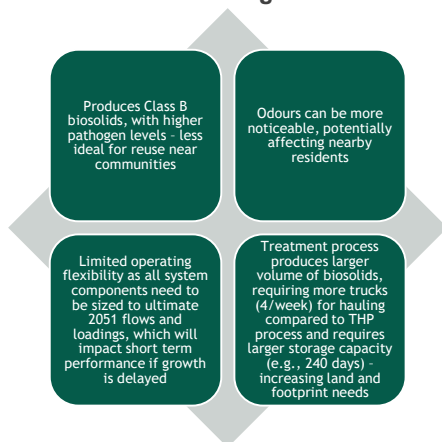 Produces Class B
biosolids, with higher
pathogen levels – less
ideal for reuse near
communities
Odours can be more
noticeable, potentially
affecting nearby
residents
Limited operating
flexibility as all system
components need to
be sized to ultimate
2051 flows and
loadings, which will
impact short term
performance if growth
is delayed
Treatment process
produces larger
volume of biosolids,
requiring more trucks
(4/week) for hauling
compared to THP
process and requires
larger storage capacity
(e.g., 240 days) –
increasing land and
footprint needs